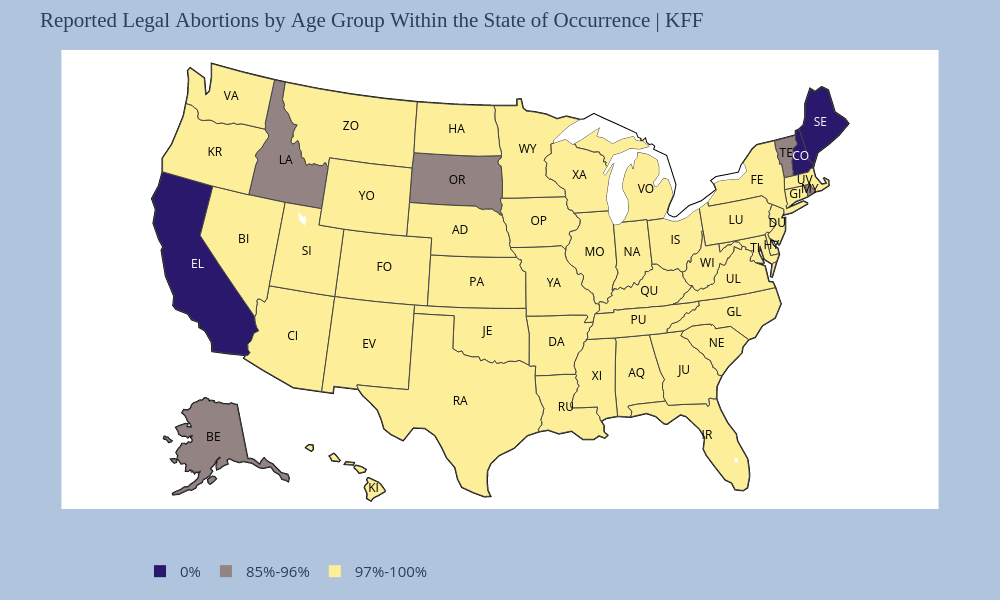 Reported Legal Abortions by Age Group Within the State of Occurrence | KFF
VA
ZO
HA
SE
KR
LA
WY
TE
CO
OR
XA
VO
FE
UV
MY
GI
YO
OP
LU
DU
BI
SI
AD
MO
NA
IS
TI
HY
EL
FO
PA
YA
WI
UL
QU
CI
EV
JE
DA
PU
GL
NE
XI
AQ
JU
RA
RU
IR
BE
KI
0%
85%-96%
97%-100%